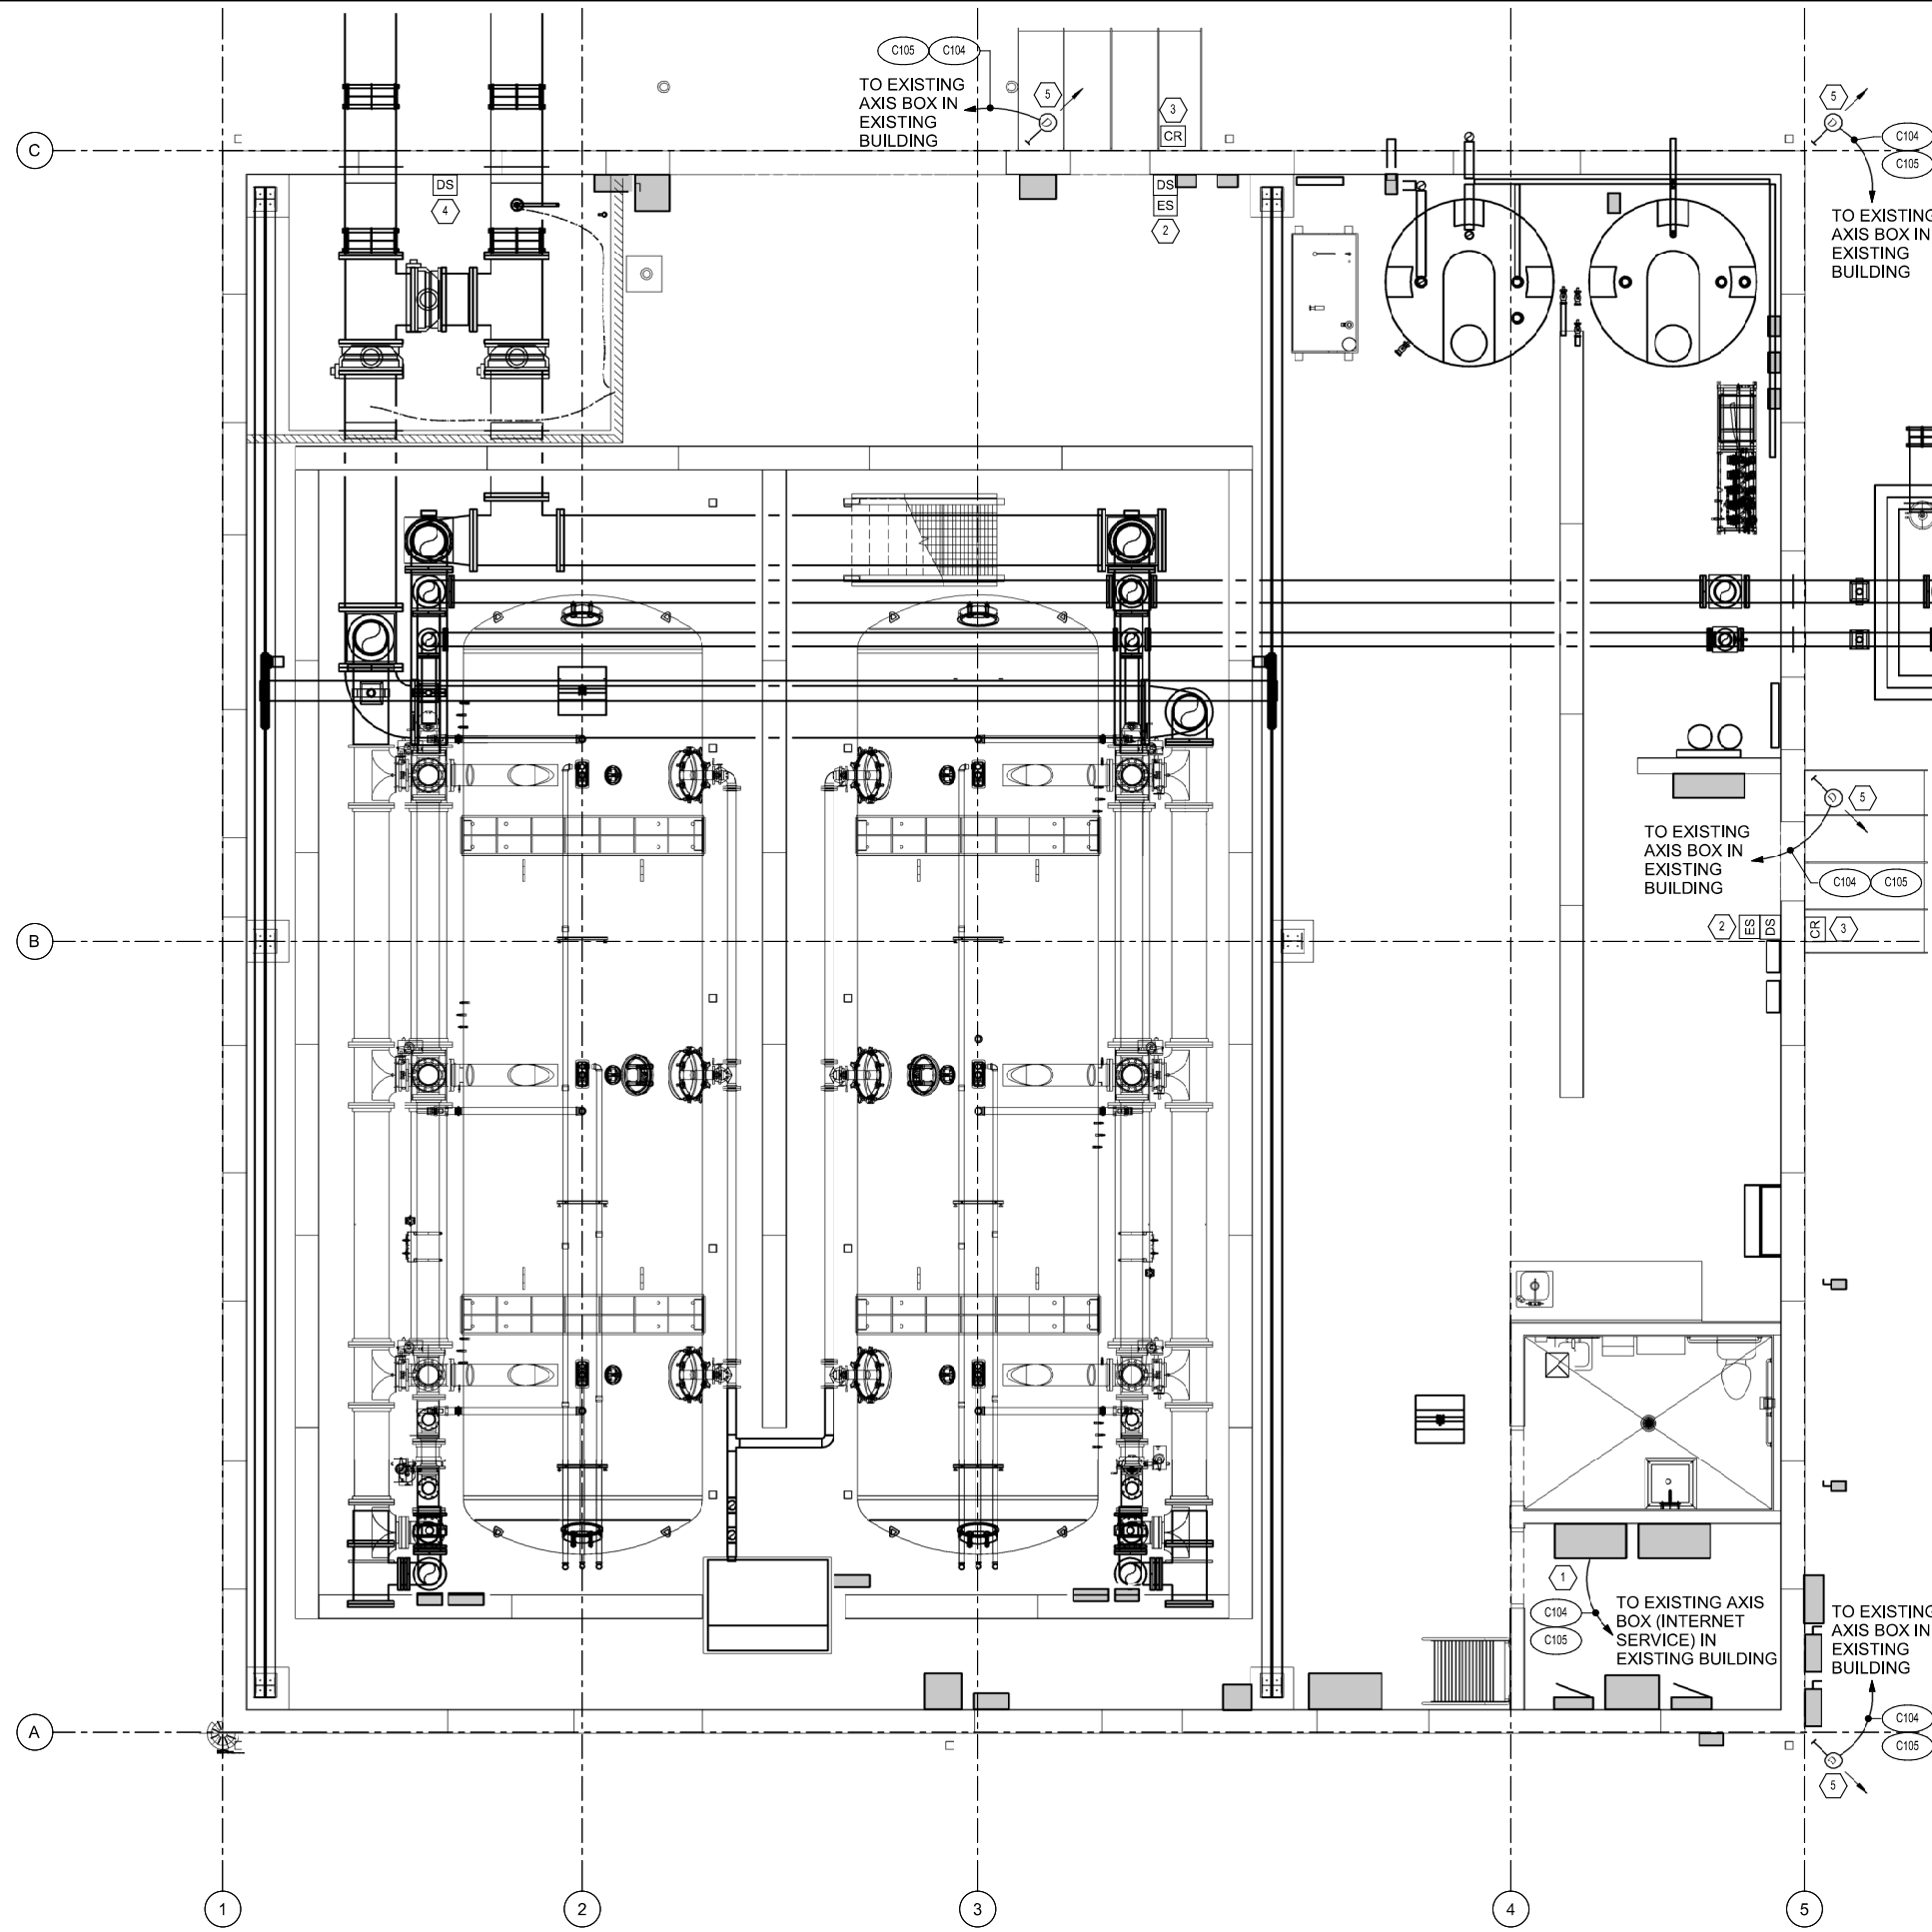 C105 C104
TO EXISTING
AXIS BOX IN
EXISTING
BUILDING
5
3
CR
5
C104
C105
TO EXISTING
AXIS BOX IN
EXISTING
BUILDING
C
DS
4
DS
ES
2
5
TO EXISTING
AXIS BOX IN
EXISTING
BUILDING
C104 C105
B
2 ES DS CR 3
1
C104
C105
TO EXISTING AXIS
BOX (INTERNET
SERVICE) IN
EXISTING BUILDING
TO EXISTING
AXIS BOX IN
EXISTING
BUILDING
A
C104
C105
5
1 2 3 4 5